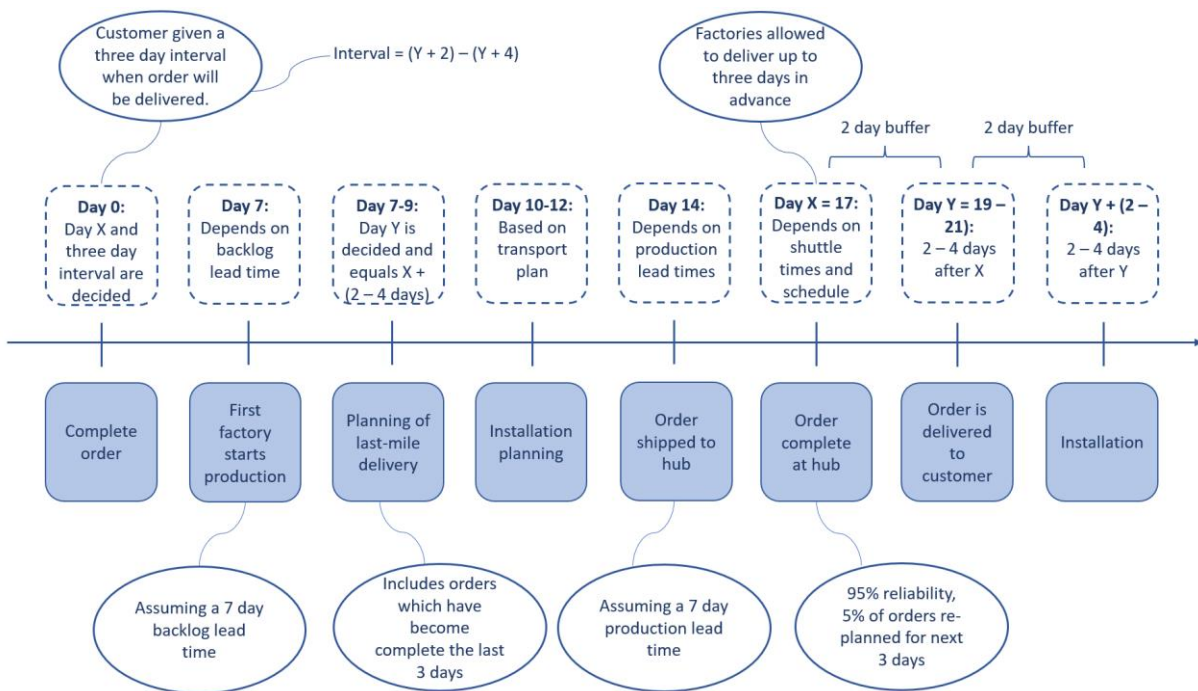 Customer given a
three day interval
when order will
be delivered.
Interval = (Y + 2) – (Y + 4)
Factories allowed
to deliver up to
three days in
advance
2 day buffer
2 day buffer
Day 0:
Day X and
three day
interval are
decided
Day 7:
Depends on
backlog
lead time
Day 7-9:
Day Y is
decided and
equals X +
(2 – 4 days)
Day 10-12:
Based on
transport
plan
Day 14:
Depends on
production
lead times
Day X = 17:
Depends on
shuttle
times and
schedule
Day Y = 19 –
21):
2 – 4 days
after X
Day Y + (2 –
4):
2 – 4 days
after Y
Complete
order
First
factory
starts
production
Planning of
last-mile
delivery
Installation
planning
Order
shipped to
hub
Order
complete at
hub
Order is
delivered to
customer
Installation
Assuming a 7 day
backlog lead
time
Includes orders
which have
become
complete the last
3 days
Assuming a 7 day
production lead
time
95% reliability,
5% of orders re-
planned for next
3 days